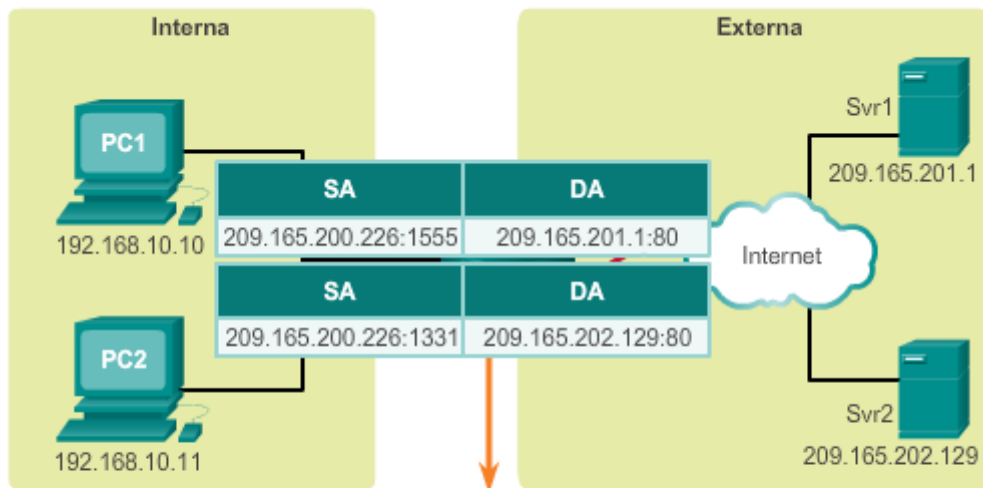 Interna
Externa
PC1
192.168.10.10
SA DA
209.165.200.226:1555 209.165.201.1:80
SA DA
209.165.200.226:1331 209.165.202.129:80
PC2
192.168.10.11
Svr1
209.165.201.1
Internet
Svr2
209.165.202.129